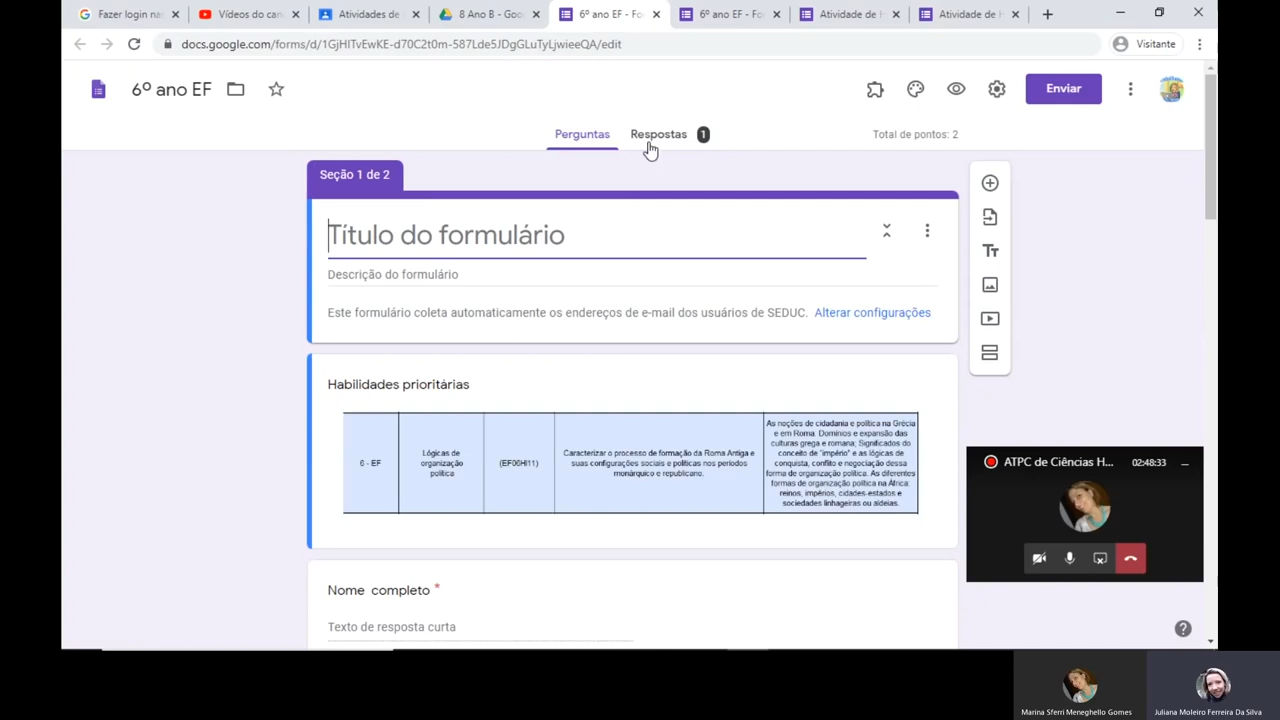 Fazer login nas
Vídeos do can
Atividades de
8 Ano B - Goo
6º ano EF - Fo
6º ano EF - For
Atividade de H
Atividade de H
docs.google.com/forms/d/1GjHITvEwKE-d70C2t0m-587Lde5JDgGLuTyLjwieeQA/edit
Visitante
6º ano EF
Enviar
Perguntas
Respostas
1
Total de pontos: 2
Seção 1 de 2
Título do formulário
Descrição do formulário
Este formulário coleta automaticamente os endereços de e-mail dos usuários de SEDUC. Alterar configurações
Habilidades prioritárias
6 - EF
Lógicas de
organização
política
(EF06HI11)
Caracterizar o processo de formação da Roma Antiga e
suas configurações sociais e políticas nos períodos
monárquico e republicano.
As noções de cidadania e política na Grécia
e em Roma. Domínios e expansão das
culturas grega e romana; Significados do
conceito de "império" e as lógicas de
conquista, conflito e negociação dessa
forma de organização política. As diferentes
formas de organização política na África:
reinos, impérios, cidades-estados e
sociedades linhageiras ou aldeias.
Nome completo *
Texto de resposta curta
ATPC de Ciências H...
02:48:33
Marina Sferri Meneghello Gomes
Juliana Moleiro Ferreira Da Silva